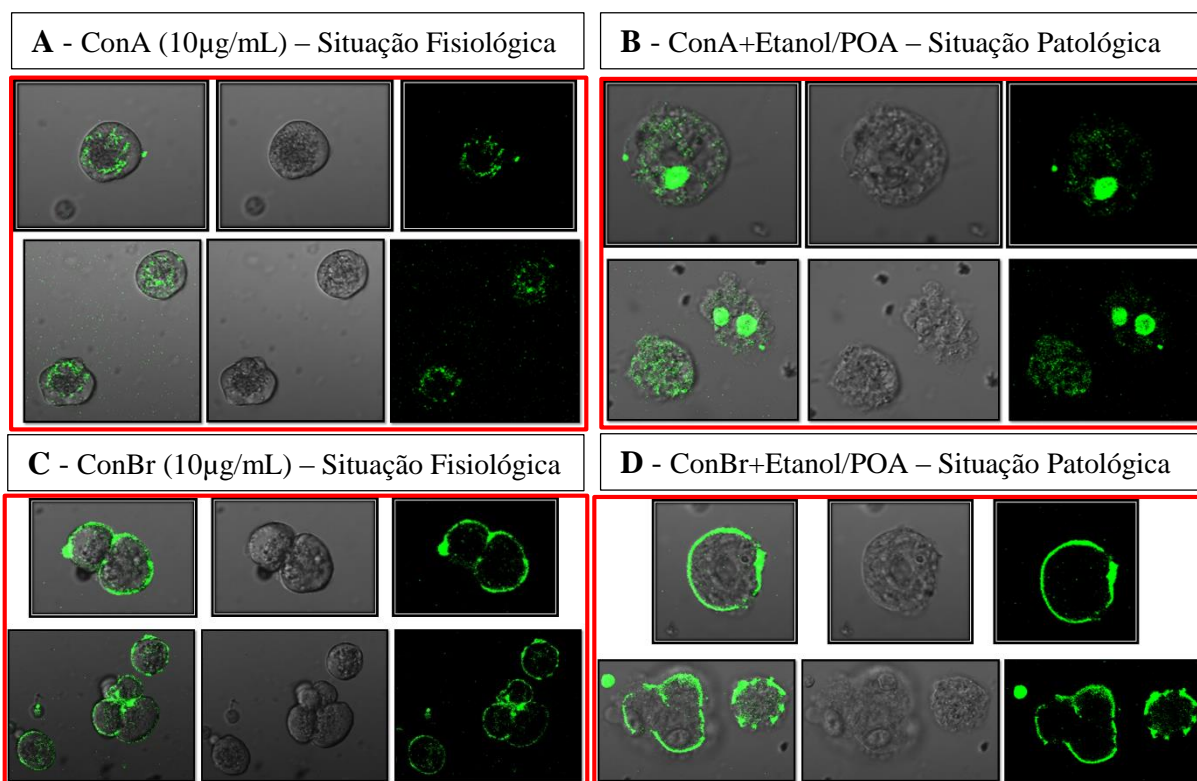 A - ConA (10µg/mL) – Situação Fisiológica
B - ConA+Etanol/POA – Situação Patológica
C - ConBr (10µg/mL) – Situação Fisiológica
D - ConBr+Etanol/POA – Situação Patológica